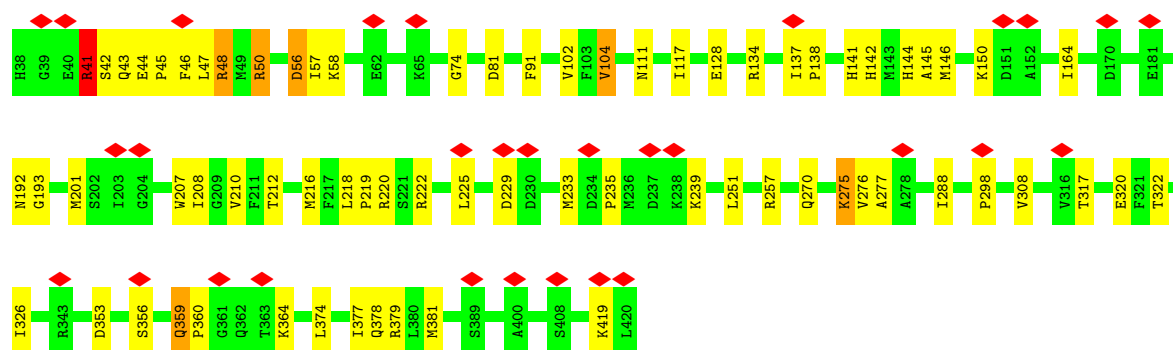 H38 G39 E40 R41 S42 Q43 E44 P45 F46 L47 R48 M49 R50 D56 I57 K58 E62 K65 G74 D81 F91 V102 F103 V104 N111 I117 E128 R134 I137 P138 H141 H142 M143 H144 A145 M146 K150 D151 A152 I164 D170 E181
N192 G193 M201 S202 I203 G204 W207 I208 G209 V210 F211 T212 M216 F217 L218 P219 R220 S221 R222 L225 D229 D230 M233 D234 P235 M236 D237 K238 K239 L251 R257 Q270 K275 V276 A277 A278 I288 P298 V308 V316 T317 E320 F321 T322
I326 R343 D353 S356 Q359 P360 G361 Q362 T363 K364 L374 I377 Q378 R379 L380 M381 S389 A400 S408 K419 L420